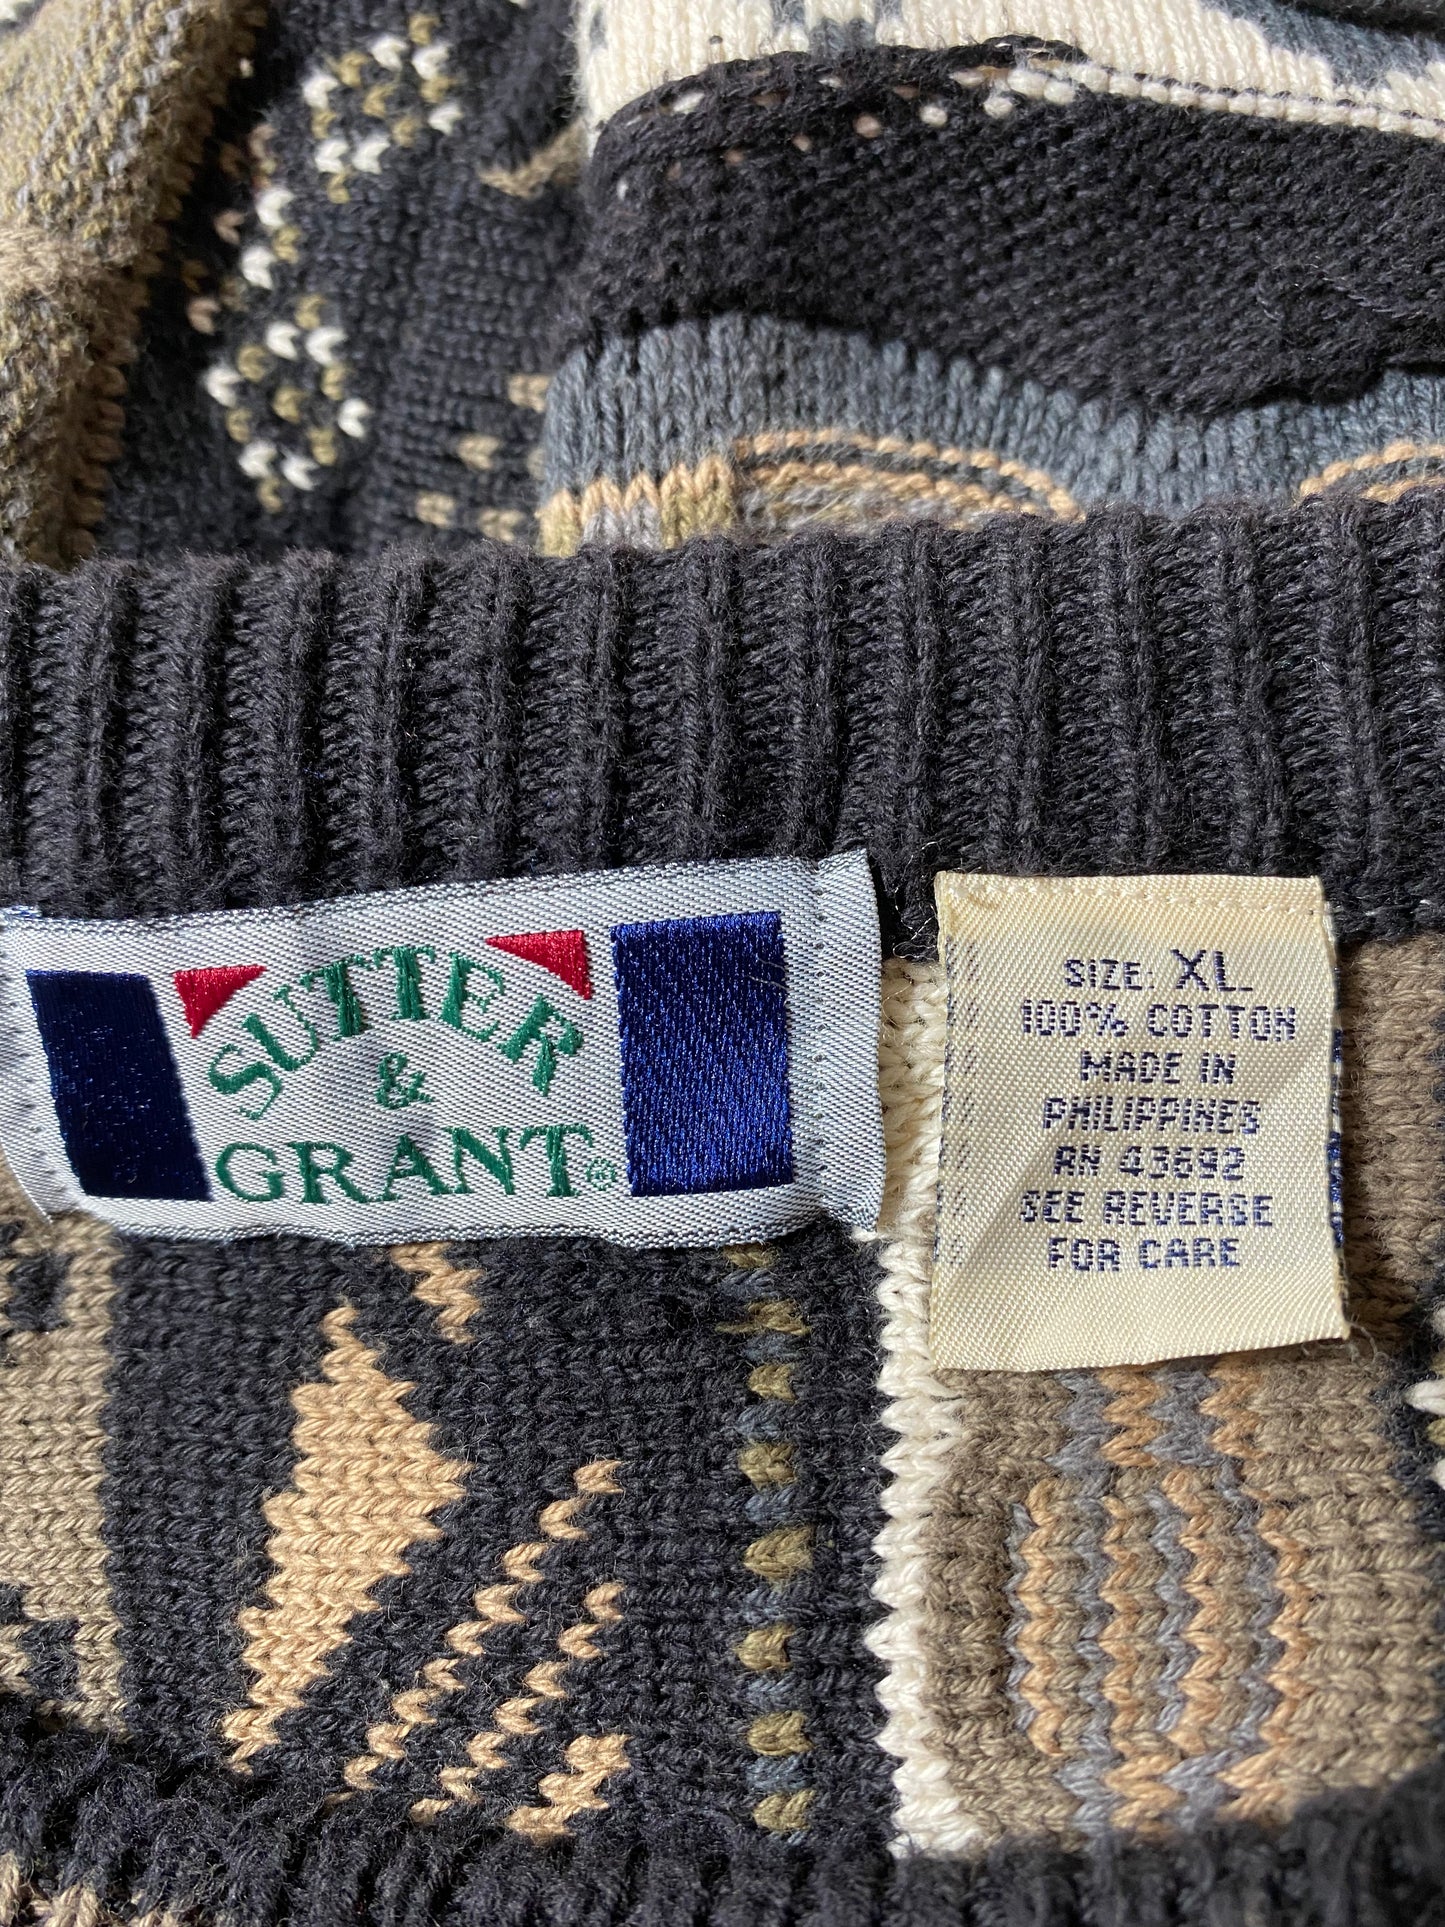 SUTTER
&
GRANT®
SIZE: XL
100% COTTON
MADE IN
PHILIPPINES
RN 43692
SEE REVERSE
FOR CARE